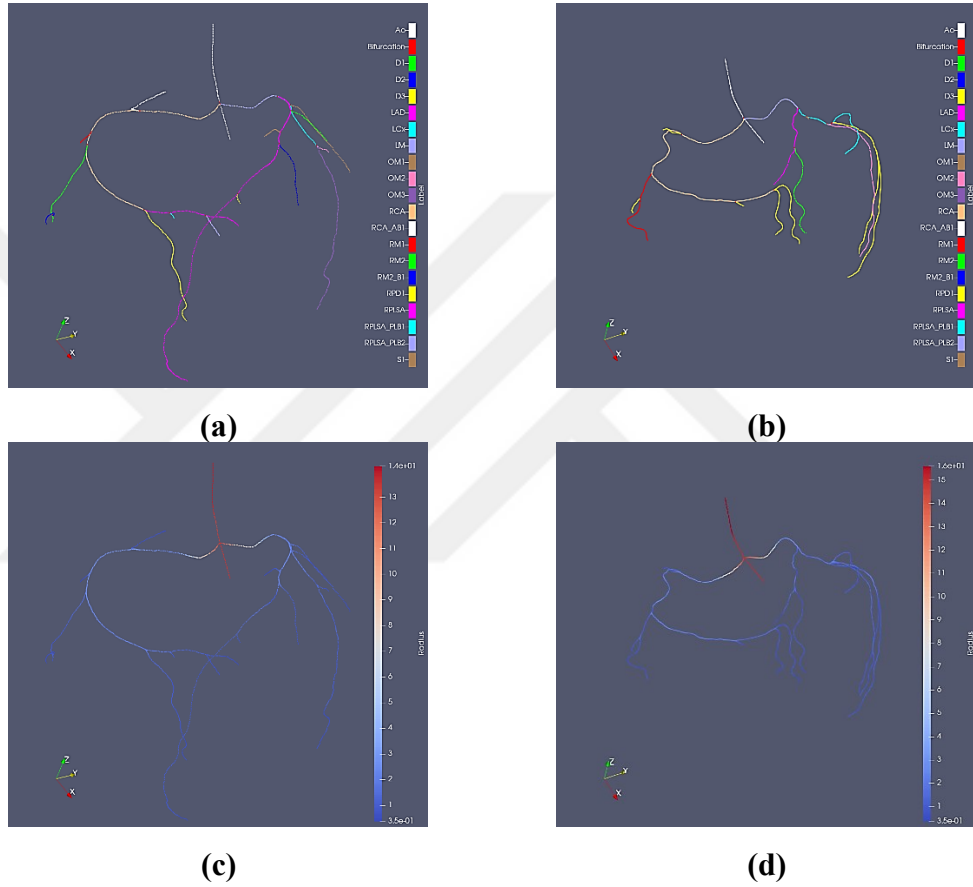 Ao
Bifurcation
D1
D2
D3
LAD
LCx
LM
OM1
OM2
OM3
RCA
RCA_AB1
RM1
RM2
RM2_B1
RPD1
RPLSA
RPLSA_PLB1
RPLSA_PLB2
S1
Label
Z
Y
X
(a)
Ao
Bifurcation
D1
D2
D3
LAD
LCx
LM
OM1
OM2
OM3
RCA
RCA_AB1
RM1
RM2
RM2_B1
RPD1
RPLSA
RPLSA_PLB1
RPLSA_PLB2
S1
Label
Z
Y
X
(b)
1.4e+01
13
12
11
10
9
8
7
6
5
4
3
2
1
3.5e-01
Radius
Z
Y
X
(c)
1.6e+01
15
14
13
12
11
10
9
8
7
6
5
4
3
2
1
3.5e-01
Radius
Z
Y
X
(d)